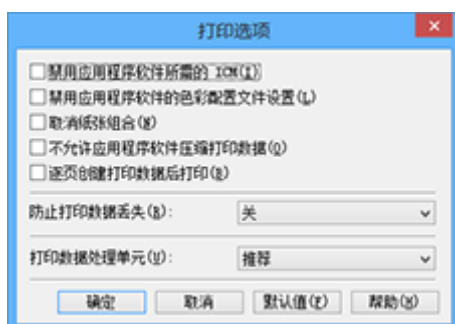 打印选项
禁用应用程序软件所需的 ICM(I)
禁用应用程序软件的色彩配置文件设置(L)
取消纸张组合(N)
不允许应用程序软件压缩打印数据(Q)
逐页创建打印数据后打印(R)
防止打印数据丢失(B): 关
打印数据处理单元(U): 推荐
确定 取消 默认值(F) 帮助(H)